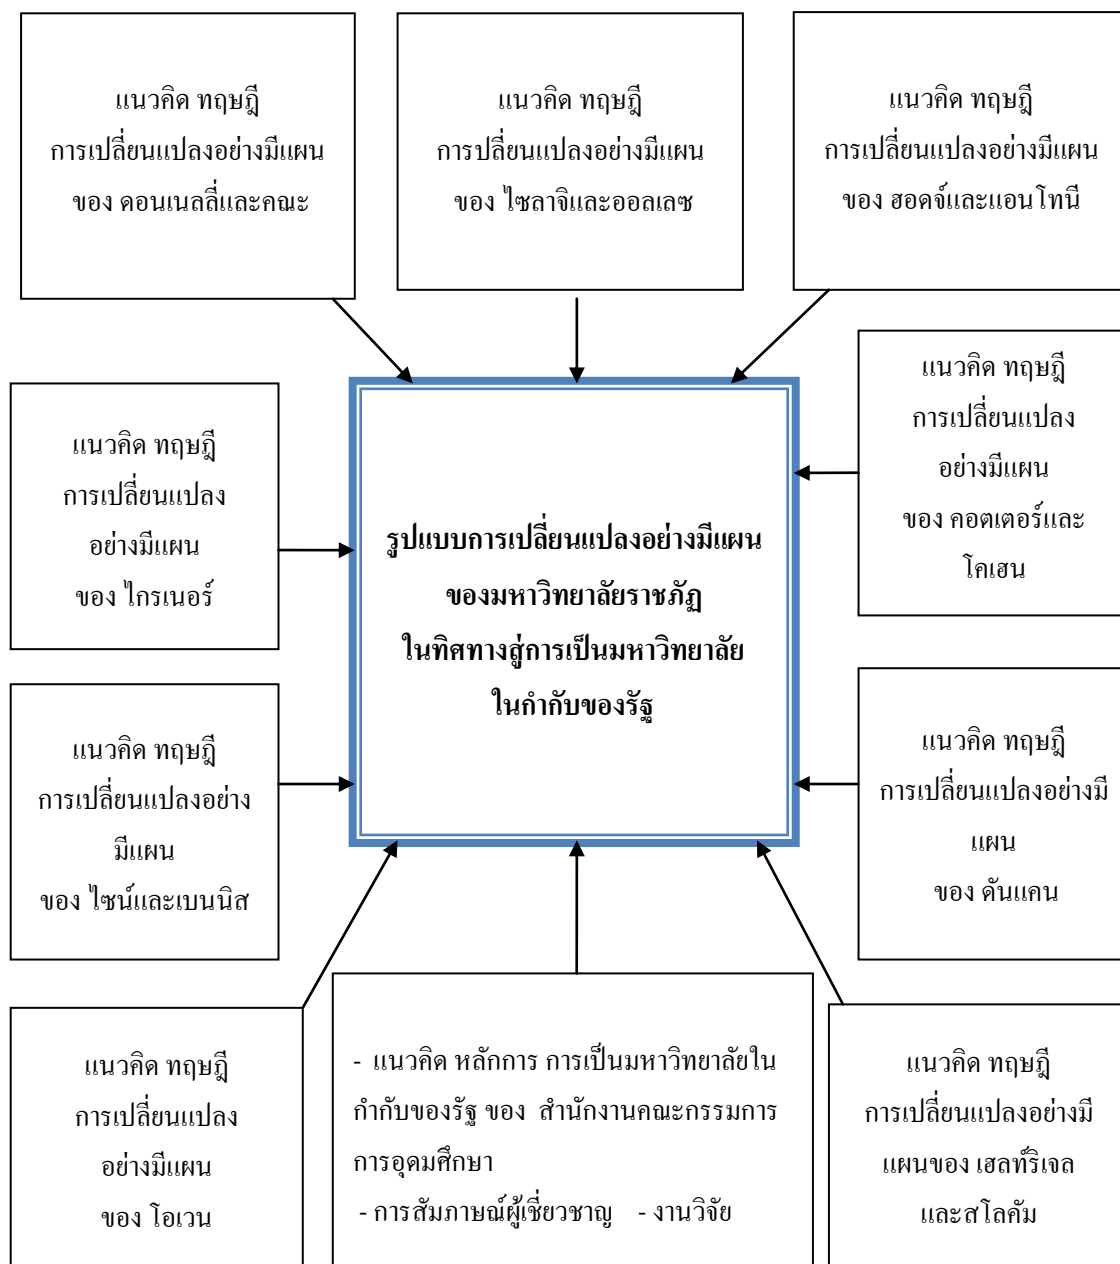 แนวคิด ทฤษฎี
การเปลี่ยนแปลงอย่างมีแผน
ของ ดอนเนลลี่และคณะ
แนวคิด ทฤษฎี
การปลี่ยนแปลงอย่างมีแผน
ของ ไซลาจิและออลเลซ
แนวคิด ทฤษฎี
การเปลี่ยนแปลงอย่างมีแผน
ของ ฮอดจ์และแอนโทนี
แนวคิด ทฤษฎี
การเปลี่ยนแปลง
อย่างมีแผน
ของ ไกรเนอร์
รูปแบบการเปลี่ยนแปลงอย่างมีแผน
ของมหาวิทยาลัยราชภัฏ
ในทิศทางสู่การเป็นมหาวิทยาลัย
ในกำกับของรัฐ
แนวคิด ทฤษฎี
การเปลี่ยนแปลง
อย่างมีแผน
ของ คอตเตอร์และ
โคเฮน
แนวคิด ทฤษฎี
การเปลี่ยนแปลงอย่าง
มีแผน
ของ ไซน์และเบนนิส
แนวคิด ทฤษฎี
การเปลี่ยนแปลงอย่างมี
แผน
ของ ดันแคน
แนวคิด ทฤษฎี
การเปลี่ยนแปลง
อย่างมีแผน
ของ โอเวน
- แนวคิด หลักการ การเป็นมหาวิทยาลัยใน
กำกับของรัฐ ของ สำนักงานคณะกรรมการ
การอุดมศึกษา
- การสัมภาษณ์ผู้เชี่ยวชาญ - งานวิจัย
แนวคิด ทฤษฎี
การเปลี่ยนแปลงอย่างมี
แผนของ เฮลท์ริเจล
และสโลคัม